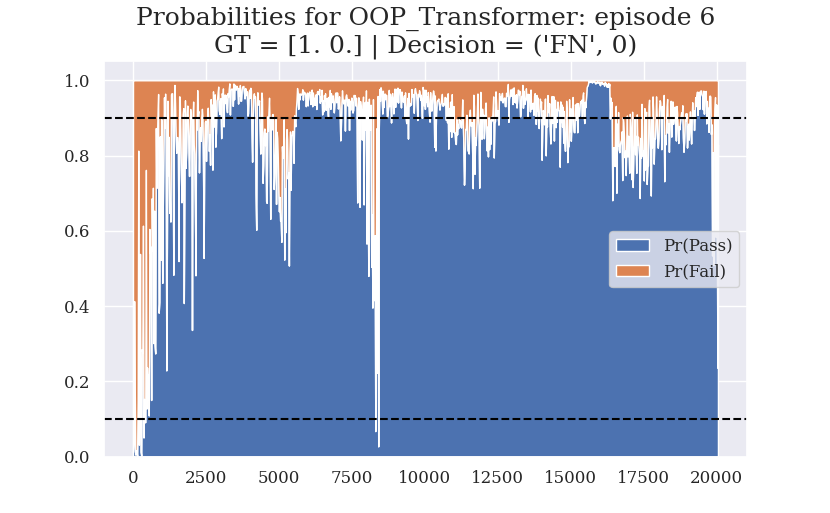 Probabilities for OOP_Transformer: episode 6
GT = [1. 0.] | Decision = ('FN', 0)
1.0
0.8
0.6
0.4
0.2
0.0
Pr(Pass)
Pr(Fail)
0 2500 5000 7500 10000 12500 15000 17500 20000